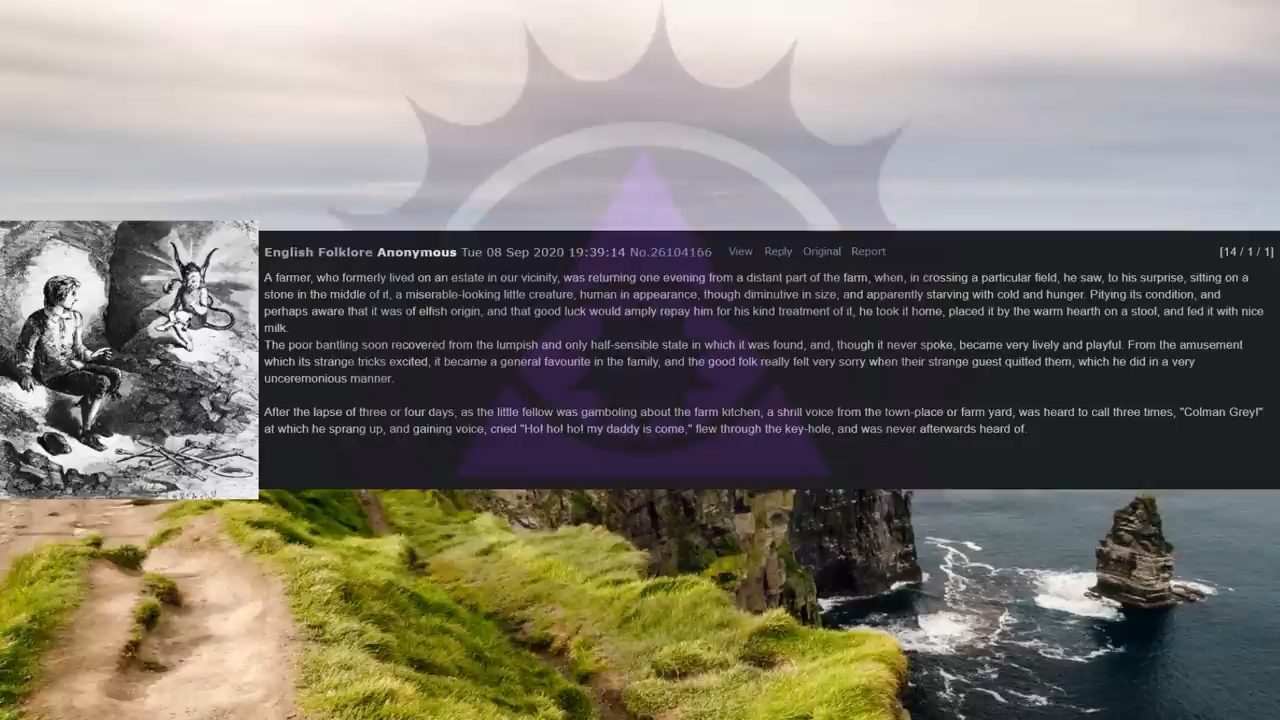 English Folklore Anonymous Tue 08 Sep 2020 19:39:14 No.26104166 View Reply Original Report [14 / 1 / 1]
A farmer, who formerly lived on an estate in our vicinity, was returning one evening from a distant part of the farm, when, in crossing a particular field, he saw, to his surprise, sitting on a
stone in the middle of it, a miserable-looking little creature, human in appearance, though diminutive in size, and apparently starving with cold and hunger. Pitying its condition, and
perhaps aware that it was of elfish origin, and that good luck would amply repay him for his kind treatment of it, he took it home, placed it by the warm hearth on a stool, and fed it with nice
milk.
The poor bantling soon recovered from the lumpish and only half-sensible state in which it was found, and, though it never spoke, became very lively and playful. From the amusement
which its strange tricks excited, it became a general favourite in the family, and the good folk really felt very sorry when their strange guest quitted them, which he did in a very
unceremonious manner.
After the lapse of three or four days, as the little fellow was gamboling about the farm kitchen, a shrill voice from the town-place or farm yard, was heard to call three times, "Colman Grey!"
at which he sprang up, and gaining voice, cried "Ho! ho! ho! my daddy is come," flew through the key-hole, and was never afterwards heard of.